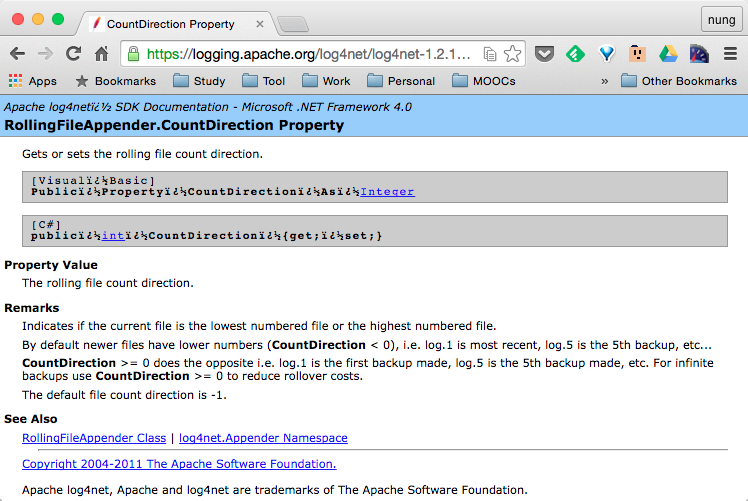 CountDirection Property
nung
https://logging.apache.org/log4net/log4net-1.2.1...
Apps
Bookmarks
Study
Tool
Work
Personal
MOOCs
»
Other Bookmarks
Apache log4netï¿½ SDK Documentation - Microsoft .NET Framework 4.0
RollingFileAppender.CountDirection Property
Gets or sets the rolling file count direction.
[Visualï¿½Basic]
Publicï¿½Propertyï¿½CountDirectionï¿½Asï¿½Integer
[C#]
publicï¿½intï¿½CountDirectionï¿½{get;ï¿½set;}
Property Value
The rolling file count direction.
Remarks
Indicates if the current file is the lowest numbered file or the highest numbered file.
By default newer files have lower numbers (CountDirection < 0), i.e. log.1 is most recent, log.5 is the 5th backup, etc...
CountDirection >= 0 does the opposite i.e. log.1 is the first backup made, log.5 is the 5th backup made, etc. For infinite
backups use CountDirection >= 0 to reduce rollover costs.
The default file count direction is -1.
See Also
RollingFileAppender Class | log4net.Appender Namespace
Copyright 2004-2011 The Apache Software Foundation.
Apache log4net, Apache and log4net are trademarks of The Apache Software Foundation.